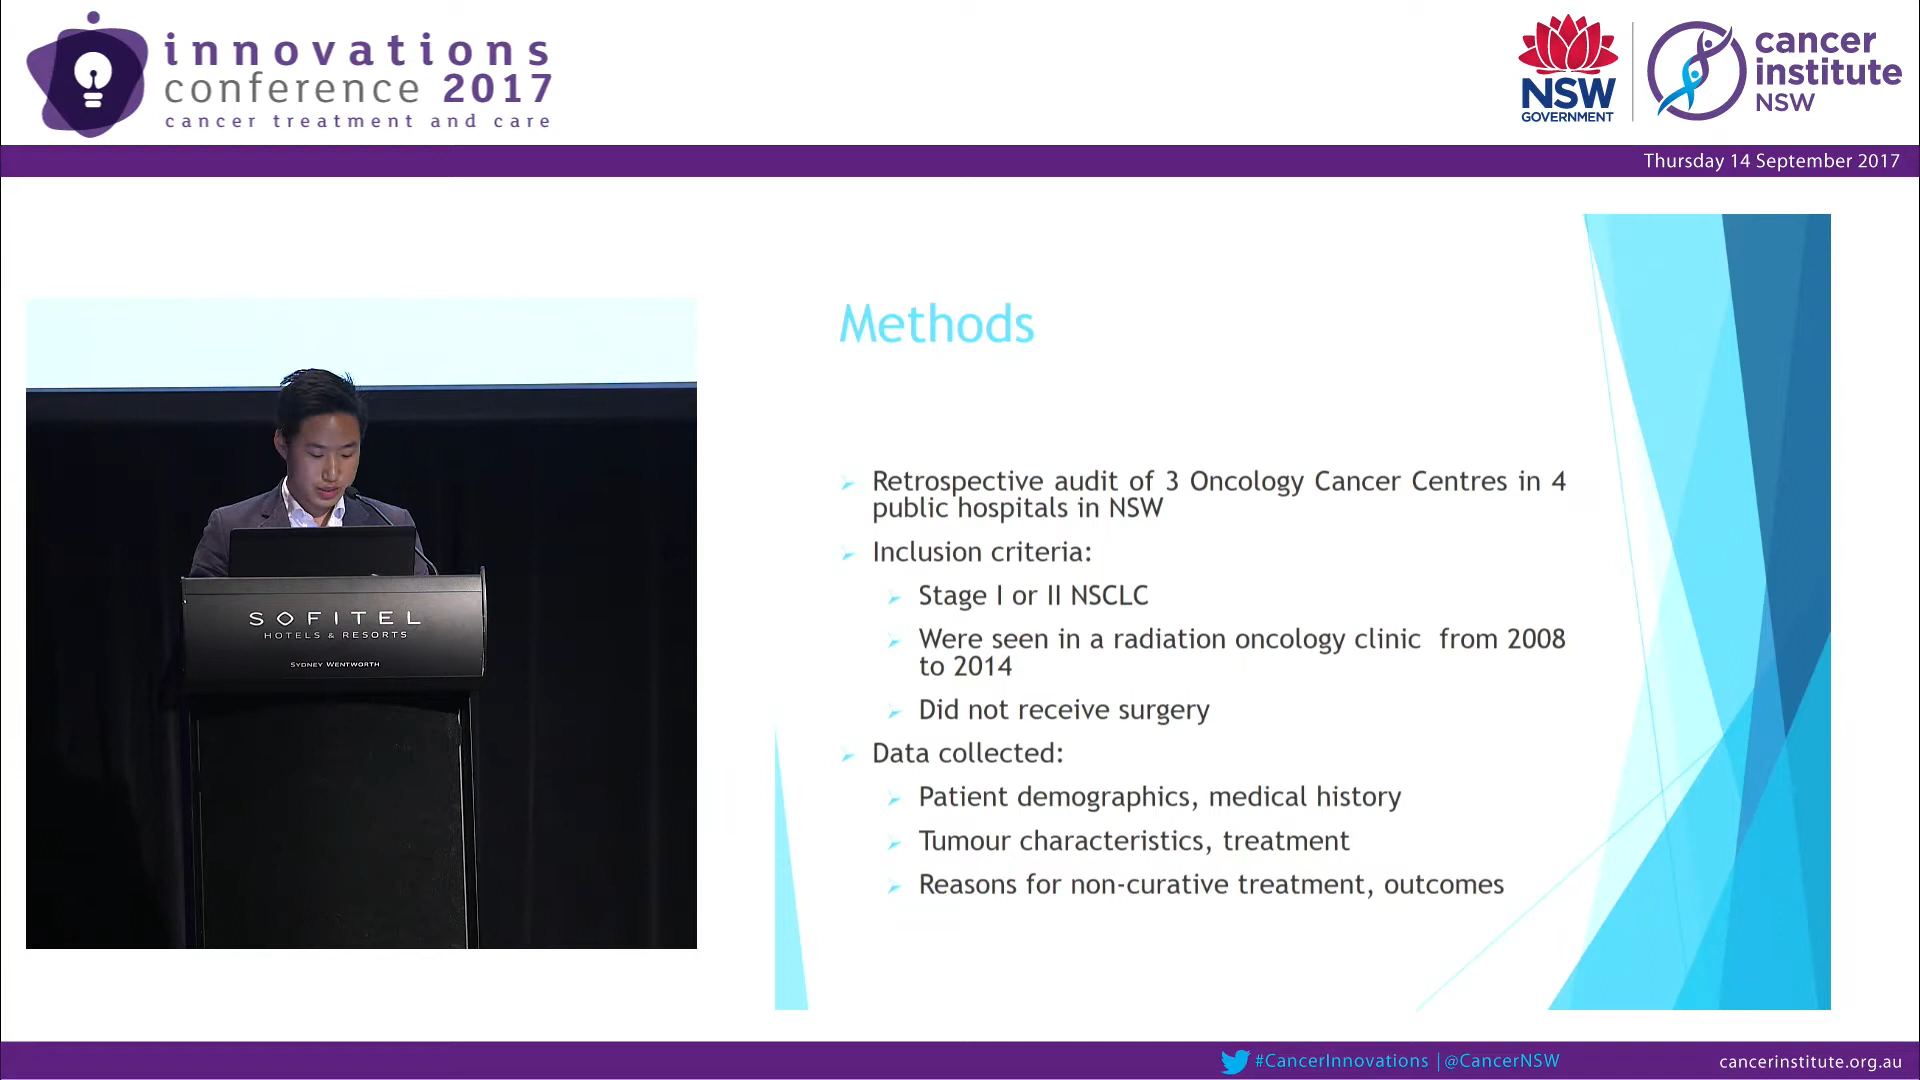 innovations
conference 2017
cancer treatment and care
NSW
GOVERNMENT
cancer
institute
NSW
Thursday 14 September 2017
SOFITEL
HOTELS & RESORTS
SYDNEY WENTWORTH
Methods
Retrospective audit of 3 Oncology Cancer Centres in 4
public hospitals in NSW
Inclusion criteria:
Stage I or II NSCLC
Were seen in a radiation oncology clinic from 2008
to 2014
Did not receive surgery
Data collected:
Patient demographics, medical history
Tumour characteristics, treatment
Reasons for non-curative treatment, outcomes
#CancerInnovations | @CancerNSW
cancerinstitute.org.au